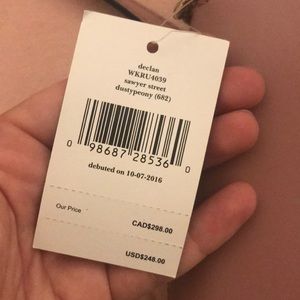 declan
WKRU4039
sawyer street
dustypeony (682)
0 98687 28536 0
debuted on 10-07-2016
Our Price
CAD$298.00
USD$248.00